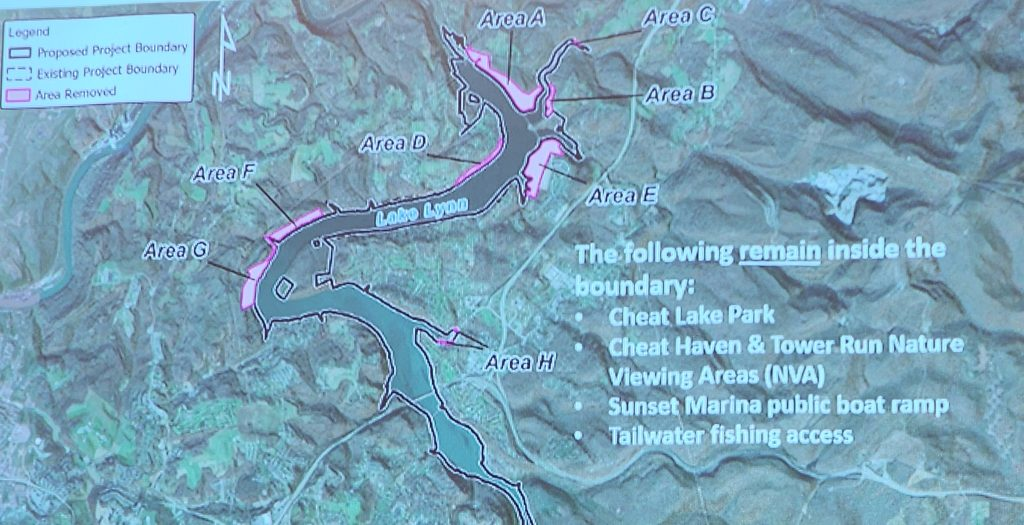 Legend
Proposed Project Boundary
Existing Project Boundary
Area Removed
N
Area A
Area C
Area B
Area D
Area F
Area E
Lake Lynn
Area G
Area H
The following remain inside the
boundary:
• Cheat Lake Park
• Cheat Haven & Tower Run Nature
Viewing Areas (NVA)
• Sunset Marina public boat ramp
• Tailwater fishing access